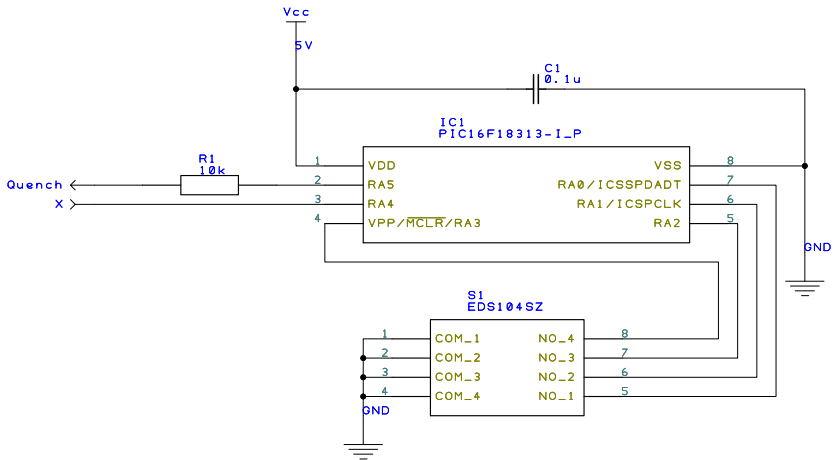 Vcc
5V
C1
0.1u
IC1
PIC16F18313-I_P
R1
10k
1 VDD VSS 8
Quench 2 RA5 RA0/ICSSPDADT 7
X 3 RA4 RA1/ICSPCLK 6
4 VPP/MCLR/RA3 RA2 5
GND
S1
EDS104SZ
1 COM_1 NO_4 8
2 COM_2 NO_3 7
3 COM_3 NO_2 6
4 COM_4 NO_1 5
GND